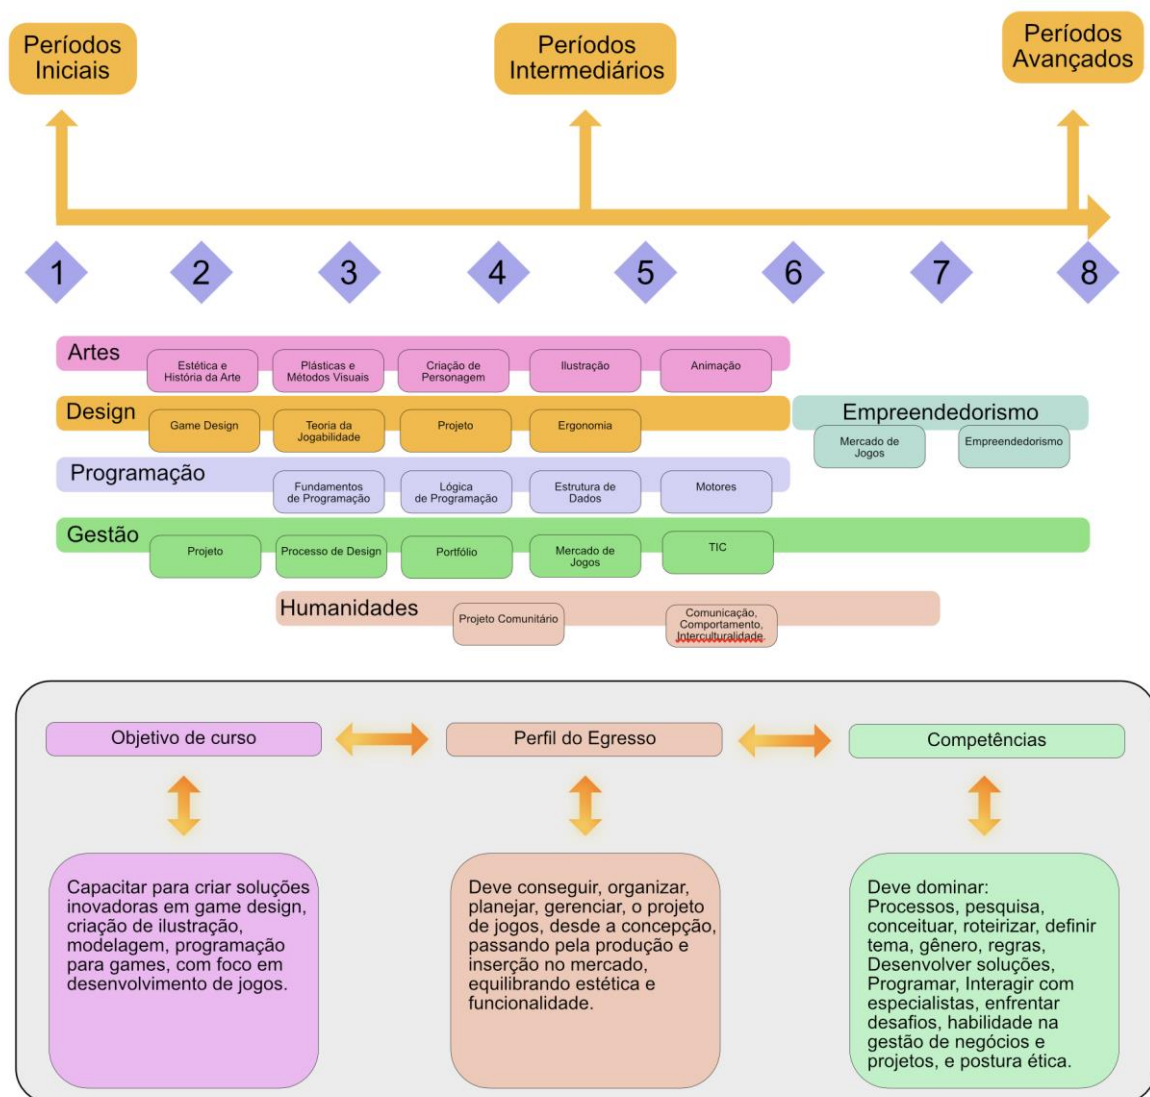 Períodos
Iniciais
Períodos
Intermediários
Períodos
Avançados
1
2
3
4
5
6
7
8
Artes
Estética e
História da Arte
Plásticas e
Métodos Visuais
Criação de
Personagem
Ilustração
Animação
Design
Game Design
Teoria da
Jogabilidade
Projeto
Ergonomia
Empreendedorismo
Mercado de
Jogos
Empreendedorismo
Programação
Fundamentos
de Programação
Lógica
de Programação
Estrutura de
Dados
Motores
Gestão
Projeto
Processo de Design
Portfólio
Mercado de
Jogos
TIC
Humanidades
Projeto Comunitário
Comunicação,
Comportamento,
Interculturalidade.
Objetivo de curso
Perfil do Egresso
Competências
Capacitar para criar soluções
inovadoras em game design,
criação de ilustração,
modelagem, programação
para games, com foco em
desenvolvimento de jogos.
Deve conseguir, organizar,
planejar, gerenciar, o projeto
de jogos, desde a concepção,
passando pela produção e
inserção no mercado,
equilibrando estética e
funcionalidade.
Deve dominar:
Processos, pesquisa,
conceituar, roteirizar, definir
tema, gênero, regras,
Desenvolver soluções,
Programar, Interagir com
especialistas, enfrentar
desafios, habilidade na
gestão de negócios e
projetos, e postura ética.